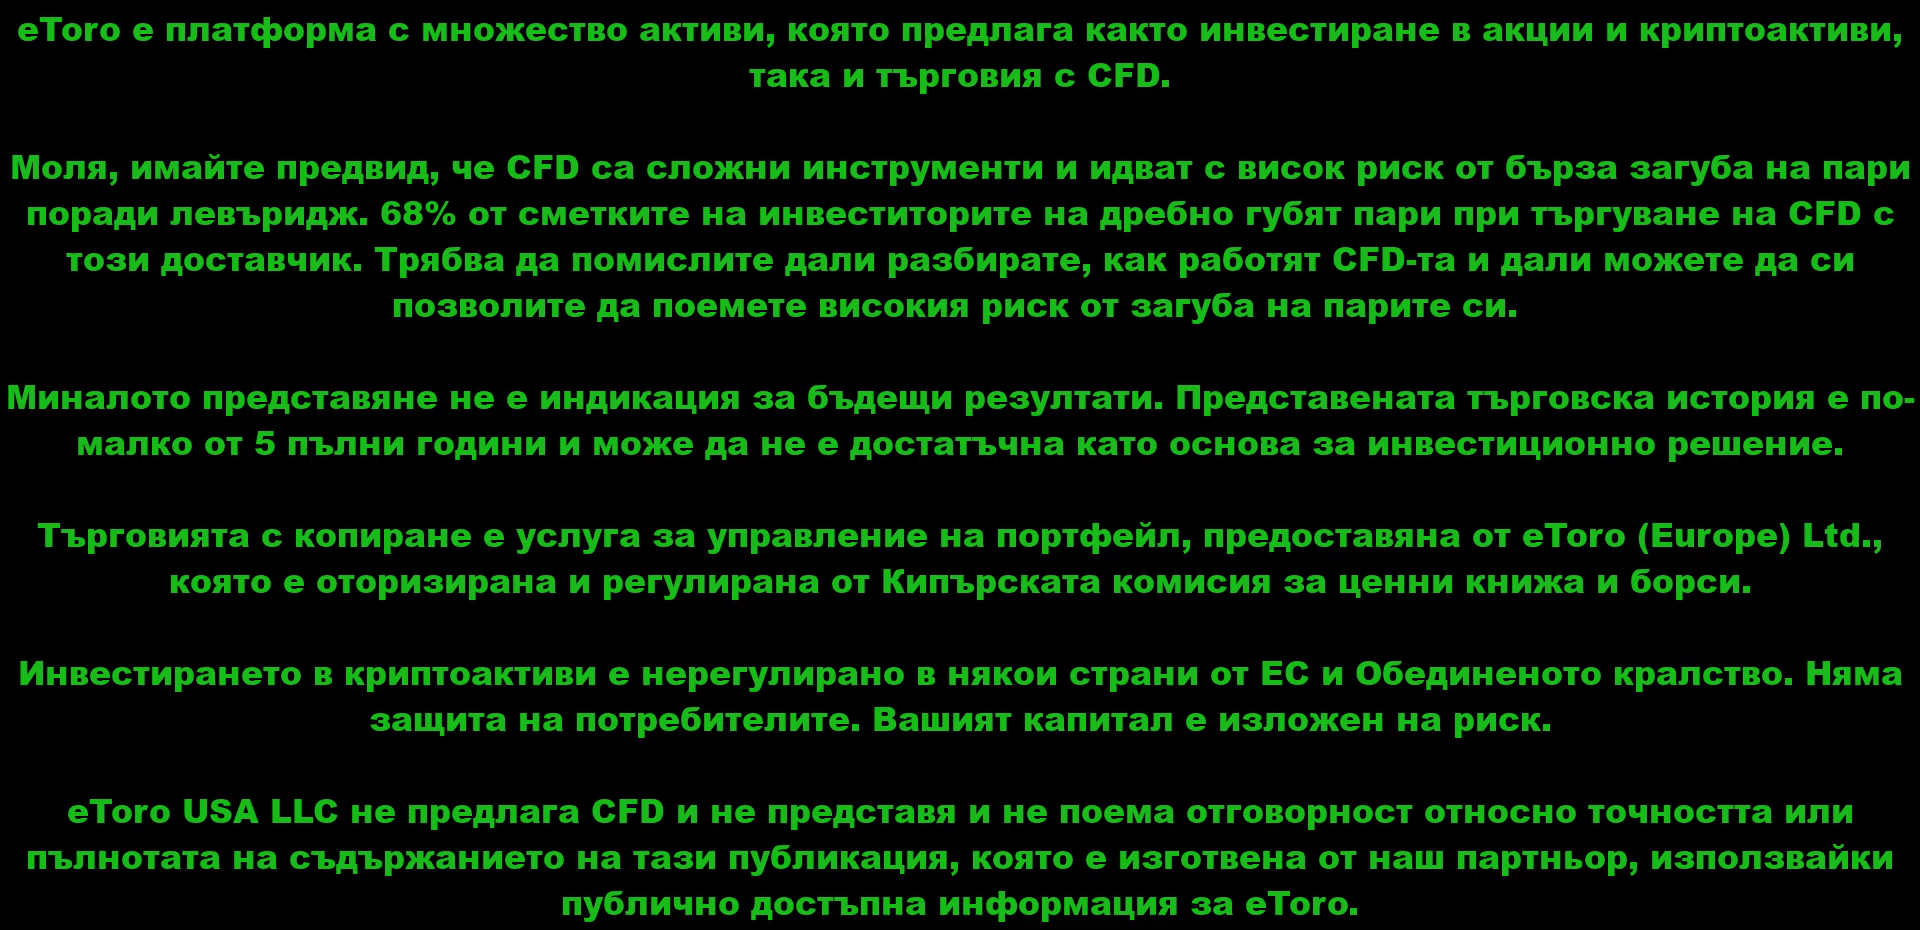 eToro е платформа с множество активи, която предлага както инвестиране в акции и криптоактиви,
така и търговия с CFD.
Моля, имайте предвид, че CFD са сложни инструменти и идват с висок риск от бърза загуба на пари
поради левъридж. 68% от сметките на инвеститорите на дребно губят пари при търгуване на CFD с
този доставчик. Трябва да помислите дали разбирате, как работят CFD-та и дали можете да си
позволите да поемете високия риск от загуба на парите си.
Миналото представяне не е индикация за бъдещи резултати. Представената търговска история е по-
малко от 5 пълни години и може да не е достатъчна като основа за инвестиционно решение.
Търговията с копиране е услуга за управление на портфейл, предоставяна от eToro (Europe) Ltd.,
която е оторизирана и регулирана от Кипърската комисия за ценни книжа и борси.
Инвестирането в криптоактиви е нерегулирано в някои страни от ЕС и Обединеното кралство. Няма
защита на потребителите. Вашият капитал е изложен на риск.
eToro USA LLC не предлага CFD и не представя и не поема отговорност относно точността или
пълнотата на съдържанието на тази публикация, която е изготвена от наш партньор, използвайки
публично достъпна информация за eToro.